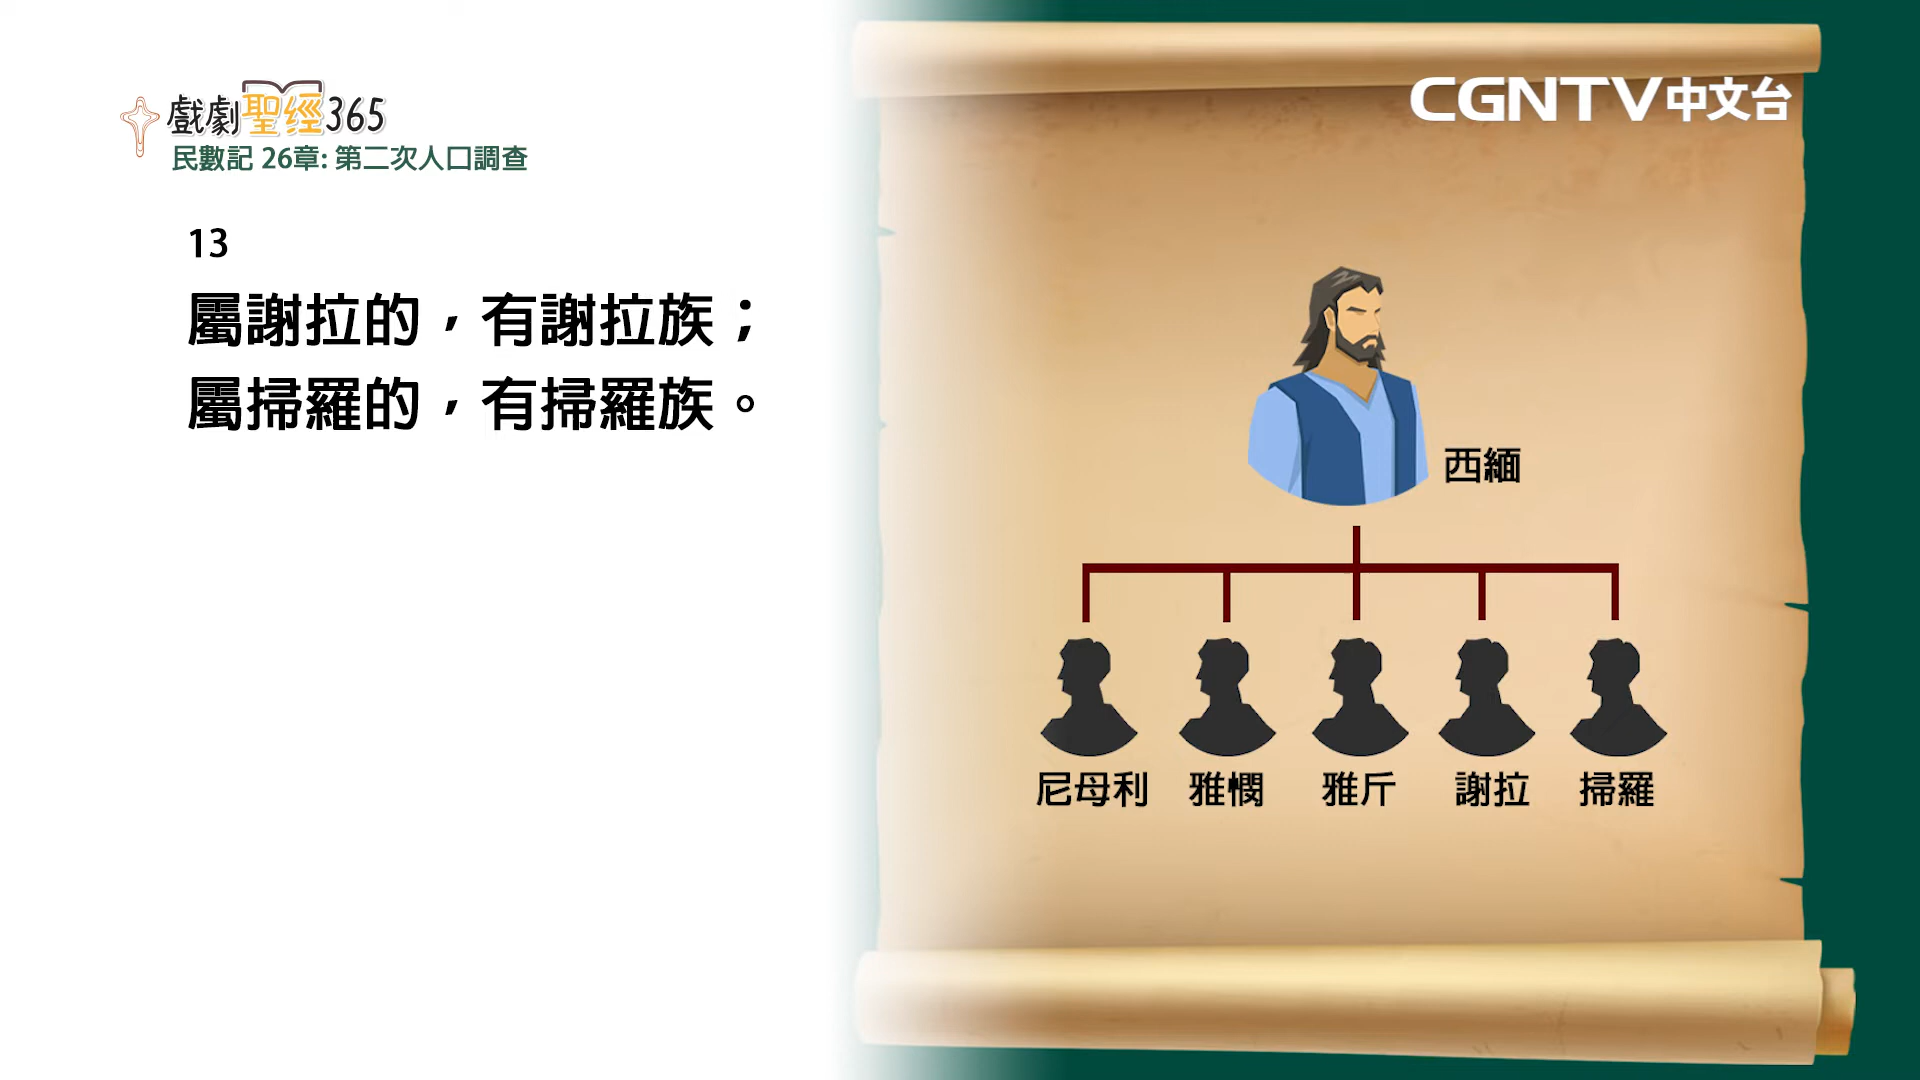 戲劇聖經365
民數記 26章: 第二次人口調查
13
屬謝拉的，有謝拉族；
屬掃羅的，有掃羅族。
CGNTV中文台
西緬
尼母利 雅憫 雅斤 謝拉 掃羅